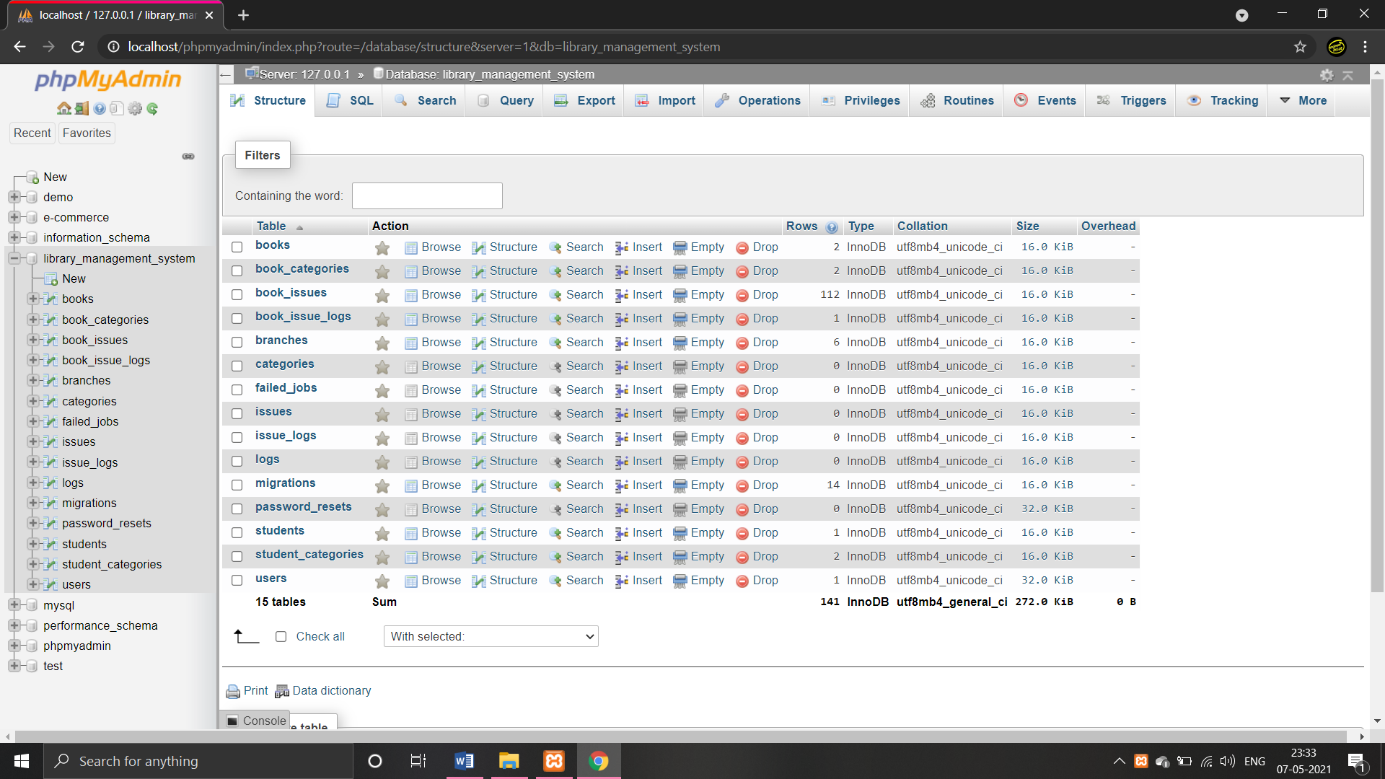 localhost / 127.0.0.1 / library_ma
localhost/phpmyadmin/index.php?route=/database/structure&server=1&db=library_management_system
phpMyAdmin
Recent Favorites
New
demo
e-commerce
information_schema
library_management_system
New
books
book_categories
book_issues
book_issue_logs
branches
categories
failed_jobs
issues
issue_logs
logs
migrations
password_resets
students
student_categories
users
mysql
performance_schema
phpmyadmin
test
Server: 127.0.0.1 » Database: library_management_system
Structure SQL Search Query Export Import Operations Privileges Routines Events Triggers Tracking More
Filters
Containing the word:
Table Action Rows Type Collation Size Overhead
books Browse Structure Search Insert Empty Drop 2 InnoDB utf8mb4_unicode_ci 16.0 KiB -
book_categories Browse Structure Search Insert Empty Drop 2 InnoDB utf8mb4_unicode_ci 16.0 KiB -
book_issues Browse Structure Search Insert Empty Drop 112 InnoDB utf8mb4_unicode_ci 16.0 KiB -
book_issue_logs Browse Structure Search Insert Empty Drop 1 InnoDB utf8mb4_unicode_ci 16.0 KiB -
branches Browse Structure Search Insert Empty Drop 6 InnoDB utf8mb4_unicode_ci 16.0 KiB -
categories Browse Structure Search Insert Empty Drop 0 InnoDB utf8mb4_unicode_ci 16.0 KiB -
failed_jobs Browse Structure Search Insert Empty Drop 0 InnoDB utf8mb4_unicode_ci 16.0 KiB -
issues Browse Structure Search Insert Empty Drop 0 InnoDB utf8mb4_unicode_ci 16.0 KiB -
issue_logs Browse Structure Search Insert Empty Drop 0 InnoDB utf8mb4_unicode_ci 16.0 KiB -
logs Browse Structure Search Insert Empty Drop 0 InnoDB utf8mb4_unicode_ci 16.0 KiB -
migrations Browse Structure Search Insert Empty Drop 14 InnoDB utf8mb4_unicode_ci 16.0 KiB -
password_resets Browse Structure Search Insert Empty Drop 0 InnoDB utf8mb4_unicode_ci 32.0 KiB -
students Browse Structure Search Insert Empty Drop 1 InnoDB utf8mb4_unicode_ci 16.0 KiB -
student_categories Browse Structure Search Insert Empty Drop 2 InnoDB utf8mb4_unicode_ci 16.0 KiB -
users Browse Structure Search Insert Empty Drop 1 InnoDB utf8mb4_unicode_ci 32.0 KiB -
15 tables Sum 141 InnoDB utf8mb4_general_ci 272.0 KiB 0 B
Check all With selected:
Print Data dictionary
Console e table
Search for anything
ENG
23:33
07-05-2021
1